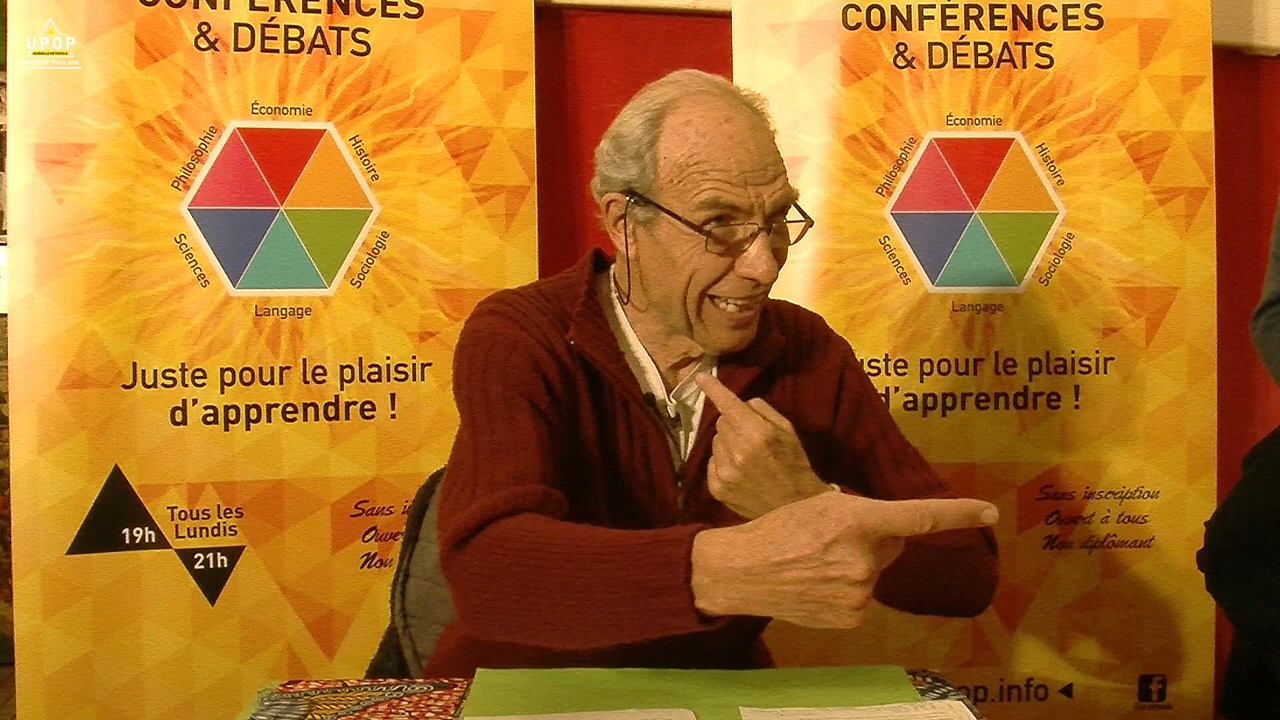 UPOP
CONFÉRENCES
& DÉBATS
Économie
Philosophie
Histoire
Sciences
Sociologie
Langage
Juste pour le plaisir
d'apprendre !
19h
Tous les
Lundis
21h
Sans
Non
CONFÉRENCES
& DÉBATS
Économie
Philosophie
Histoire
Sciences
Sociologie
Langage
uste pour le plaisir
d'apprendre !
Sans inscription
Ouvert à tous
Non diplômant
op.info
f